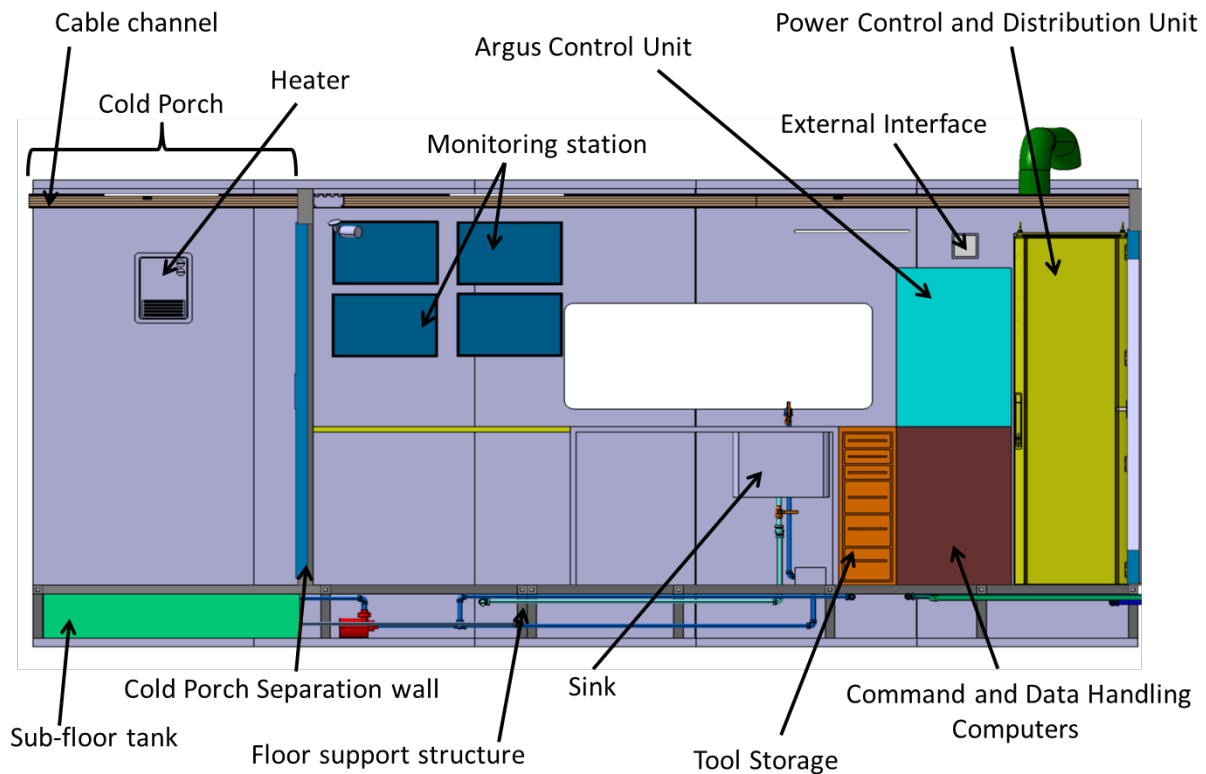 Cable channel
Power Control and Distribution Unit
Argus Control Unit
Heater
Cold Porch
External Interface
Monitoring station
Cold Porch Separation wall
Sink
Command and Data Handling
Computers
Sub-floor tank
Floor support structure
Tool Storage